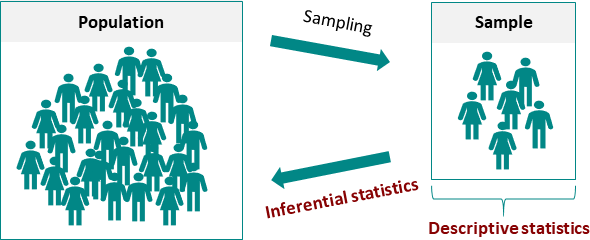 Population
Sampling
Sample
Inferential statistics
Descriptive statistics